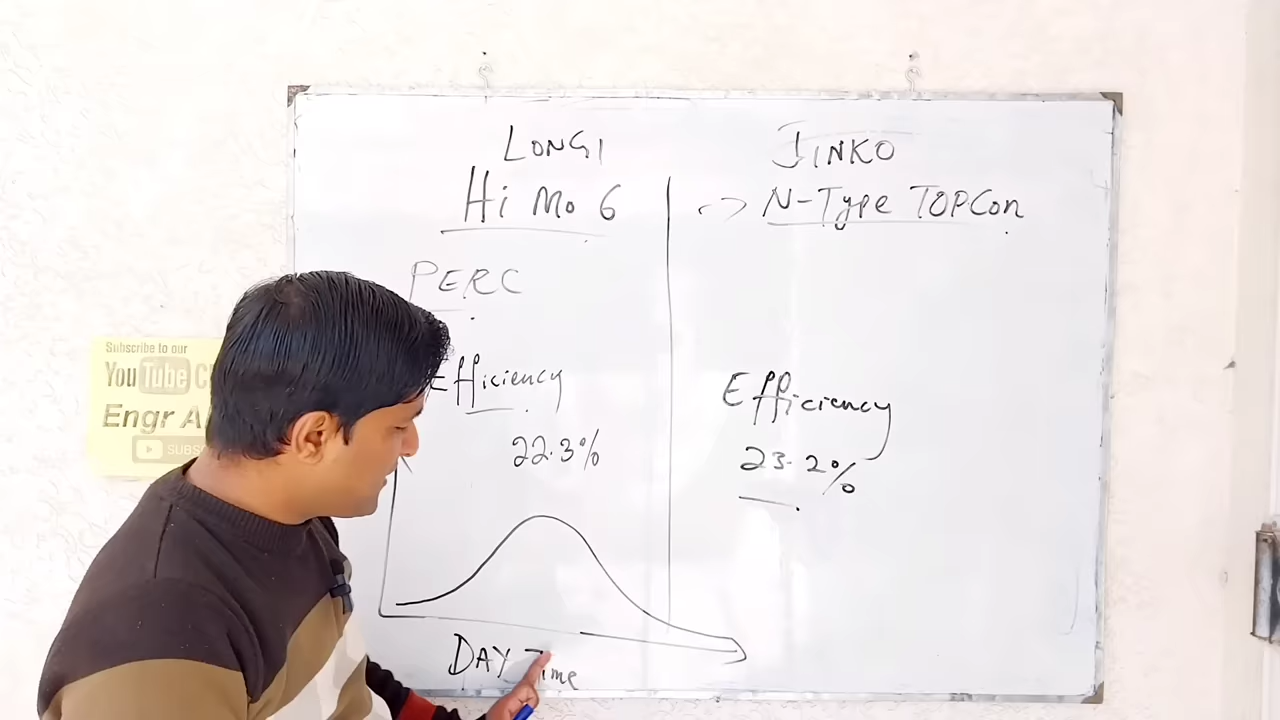 LONGI
Hi Mo 6
PERC
Efficiency
22.3%
DAY Time
JINKO
N-Type TOPCon
Efficiency
23.2%
Subscribe to our
YouTube
Engr